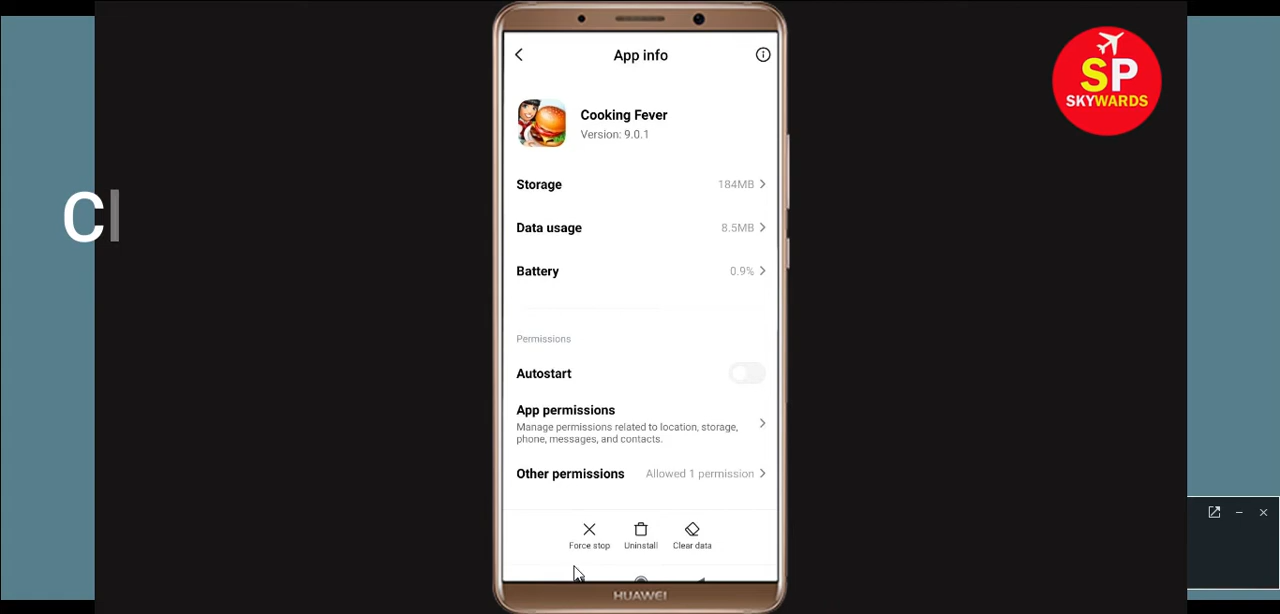 App info
SP
SKYWARDS
Cooking Fever
Version: 9.0.1
Storage 184MB
Cl
Data usage 8.5MB
Battery 0.9%
Permissions
Autostart
App permissions
Manage permissions related to location, storage,
phone, messages, and contacts.
Other permissions Allowed 1 permission
Force stop Uninstall Clear data
HUAWEI